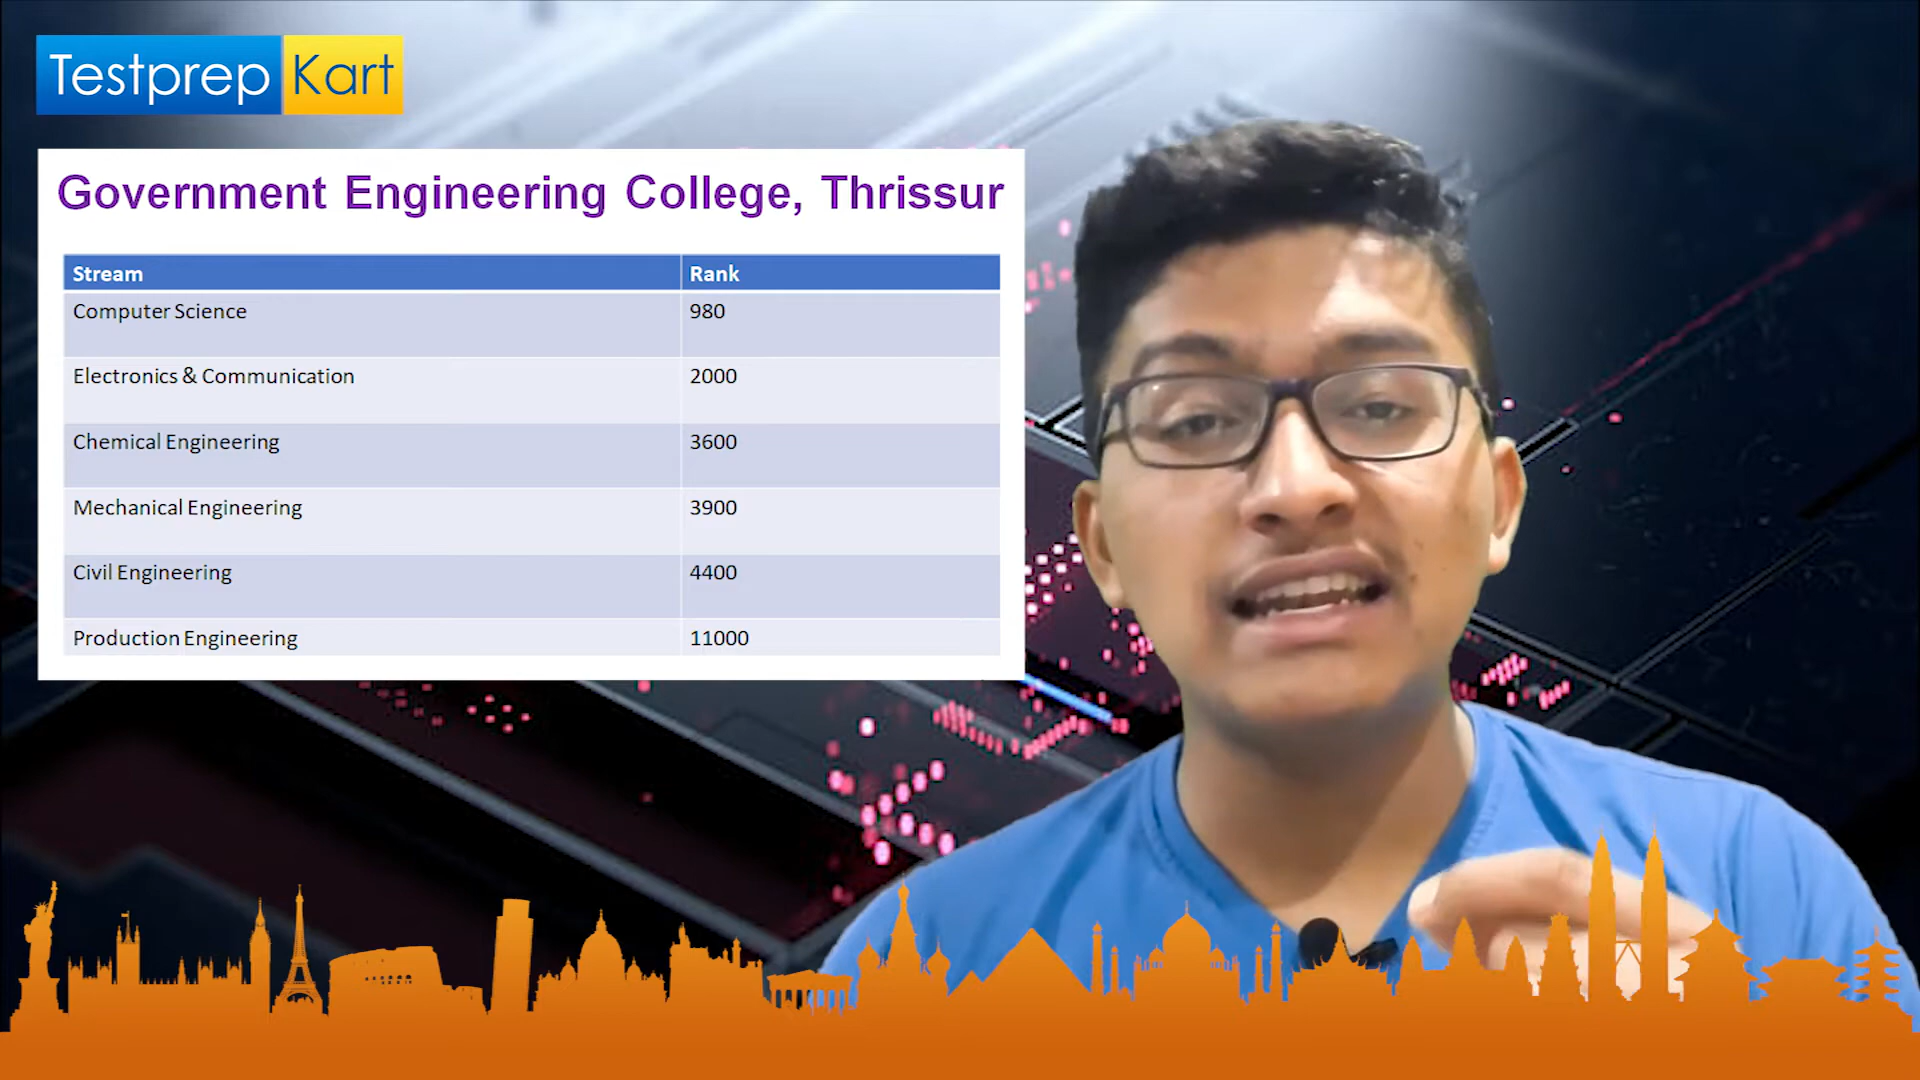 Testprep Kart
Government Engineering College, Thrissur
Stream Rank
Computer Science 980
Electronics & Communication 2000
Chemical Engineering 3600
Mechanical Engineering 3900
Civil Engineering 4400
Production Engineering 11000